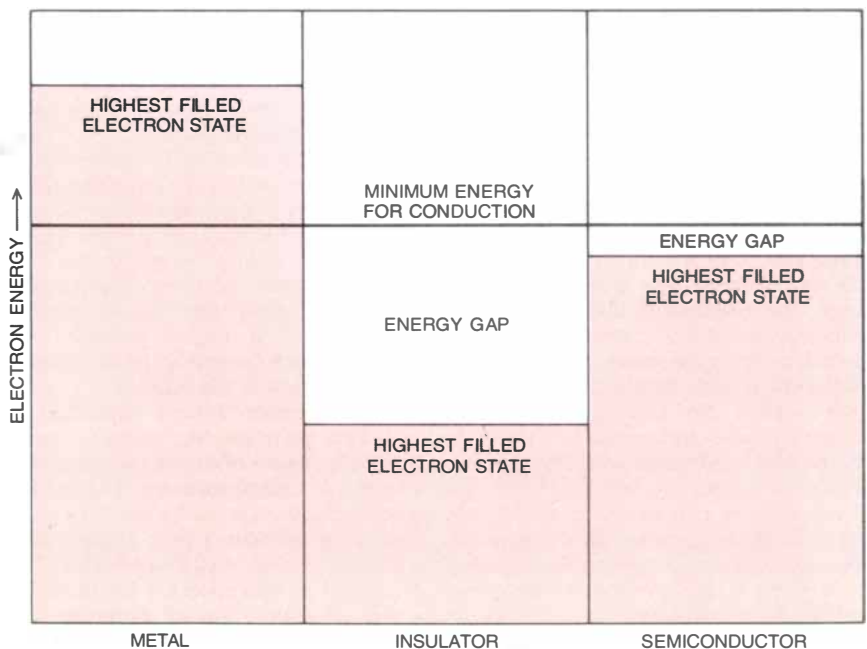 HIGHEST FILLED
ELECTRON STATE
MINIMUM ENERGY
FOR CONDUCTION
ENERGY GAP
HIGHEST FILLED
ELECTRON STATE
ENERGY GAP
HIGHEST FILLED
ELECTRON STATE
ELECTRON ENERGY →
METAL
INSULATOR
SEMICONDUCTOR